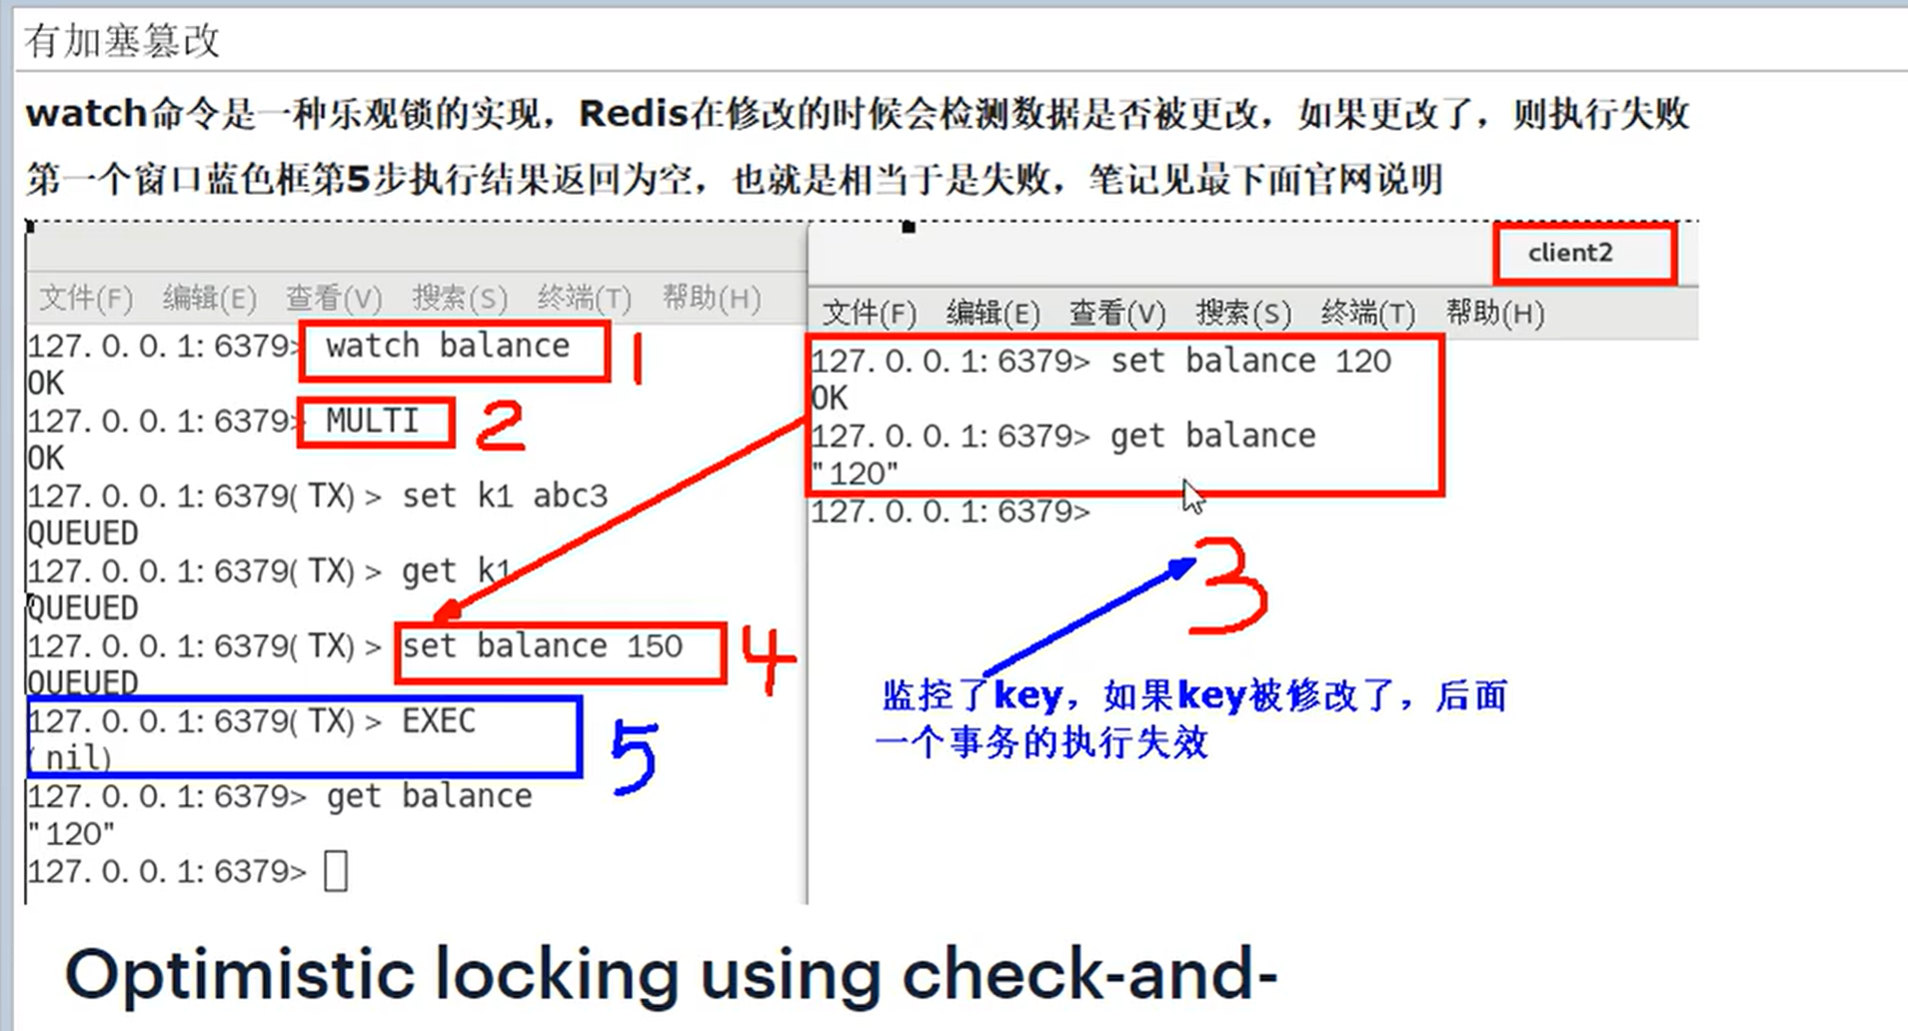 有加塞篡改
watch命令是一种乐观锁的实现，Redis在修改的时候会检测数据是否被更改，如果更改了，则执行失败
第一个窗口蓝色框第5步执行结果返回为空，也就是相当于是失败，笔记见最下面官网说明
文件(F) 编辑(E) 查看(V) 搜索(S) 终端(T) 帮助(H)
127.0.0.1:6379> watch balance 1
OK
127.0.0.1:6379> MULTI 2
OK
127.0.0.1:6379(TX)> set k1 abc3
QUEUED
127.0.0.1:6379(TX)> get k1
QUEUED
127.0.0.1:6379(TX)> set balance 150 4
QUEUED
127.0.0.1:6379(TX)> EXEC 5
(nil)
127.0.0.1:6379> get balance
"120"
127.0.0.1:6379>
client2
文件(F) 编辑(E) 查看(V) 搜索(S) 终端(T) 帮助(H)
127.0.0.1:6379> set balance 120
OK
127.0.0.1:6379> get balance
"120"
127.0.0.1:6379>
3
监控了key，如果key被修改了，后面
一个事务的执行失效
Optimistic locking using check-and-